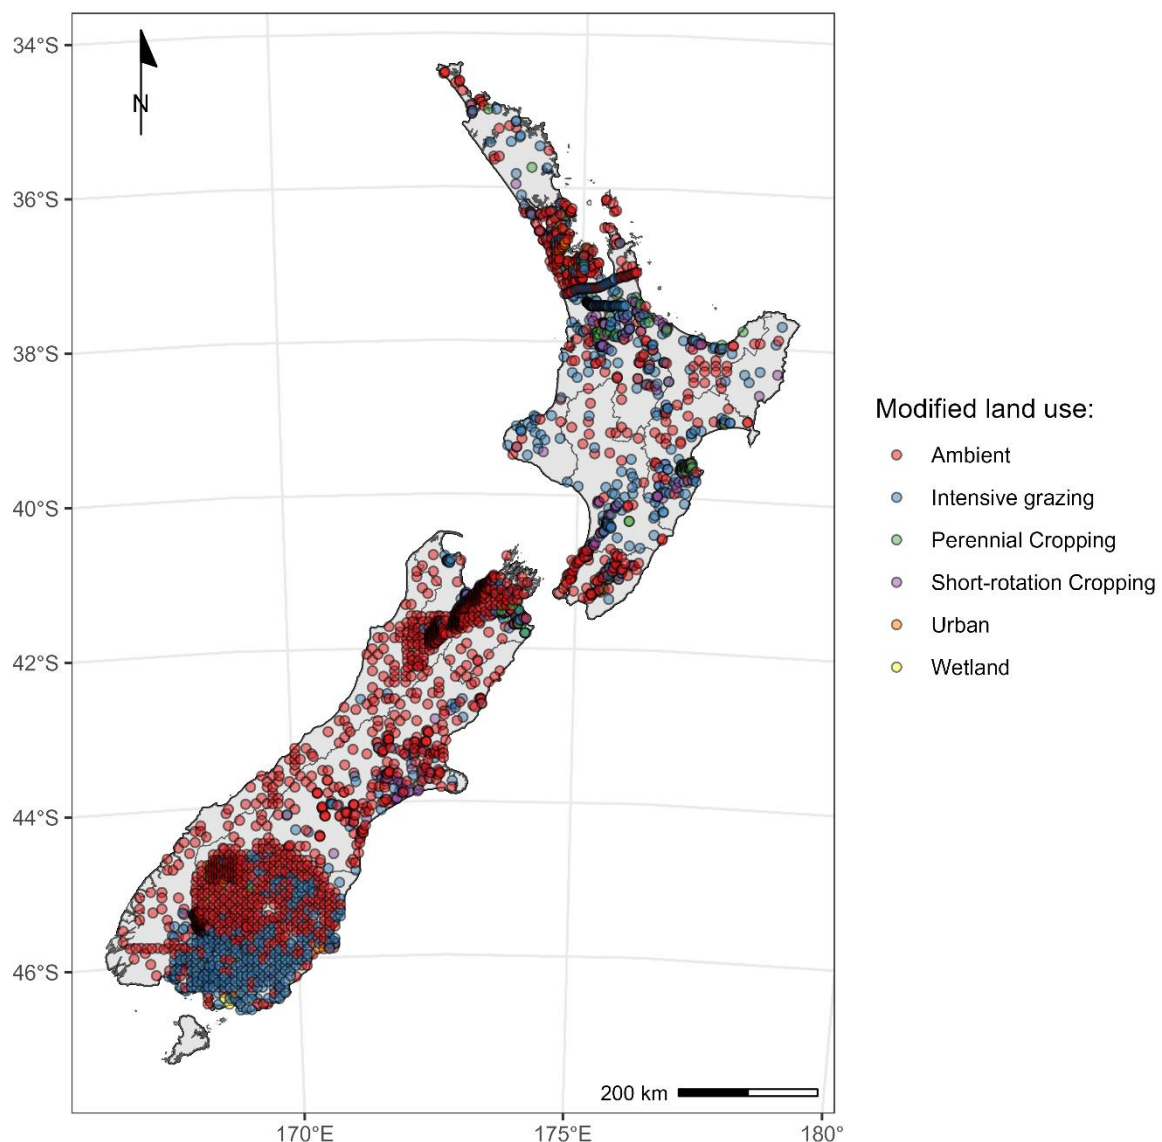 34°S
36°S
38°S
40°S
42°S
44°S
46°S
N
200 km
170°E
175°E
180°
Modified land use:
Ambient
Intensive grazing
Perennial Cropping
Short-rotation Cropping
Urban
Wetland